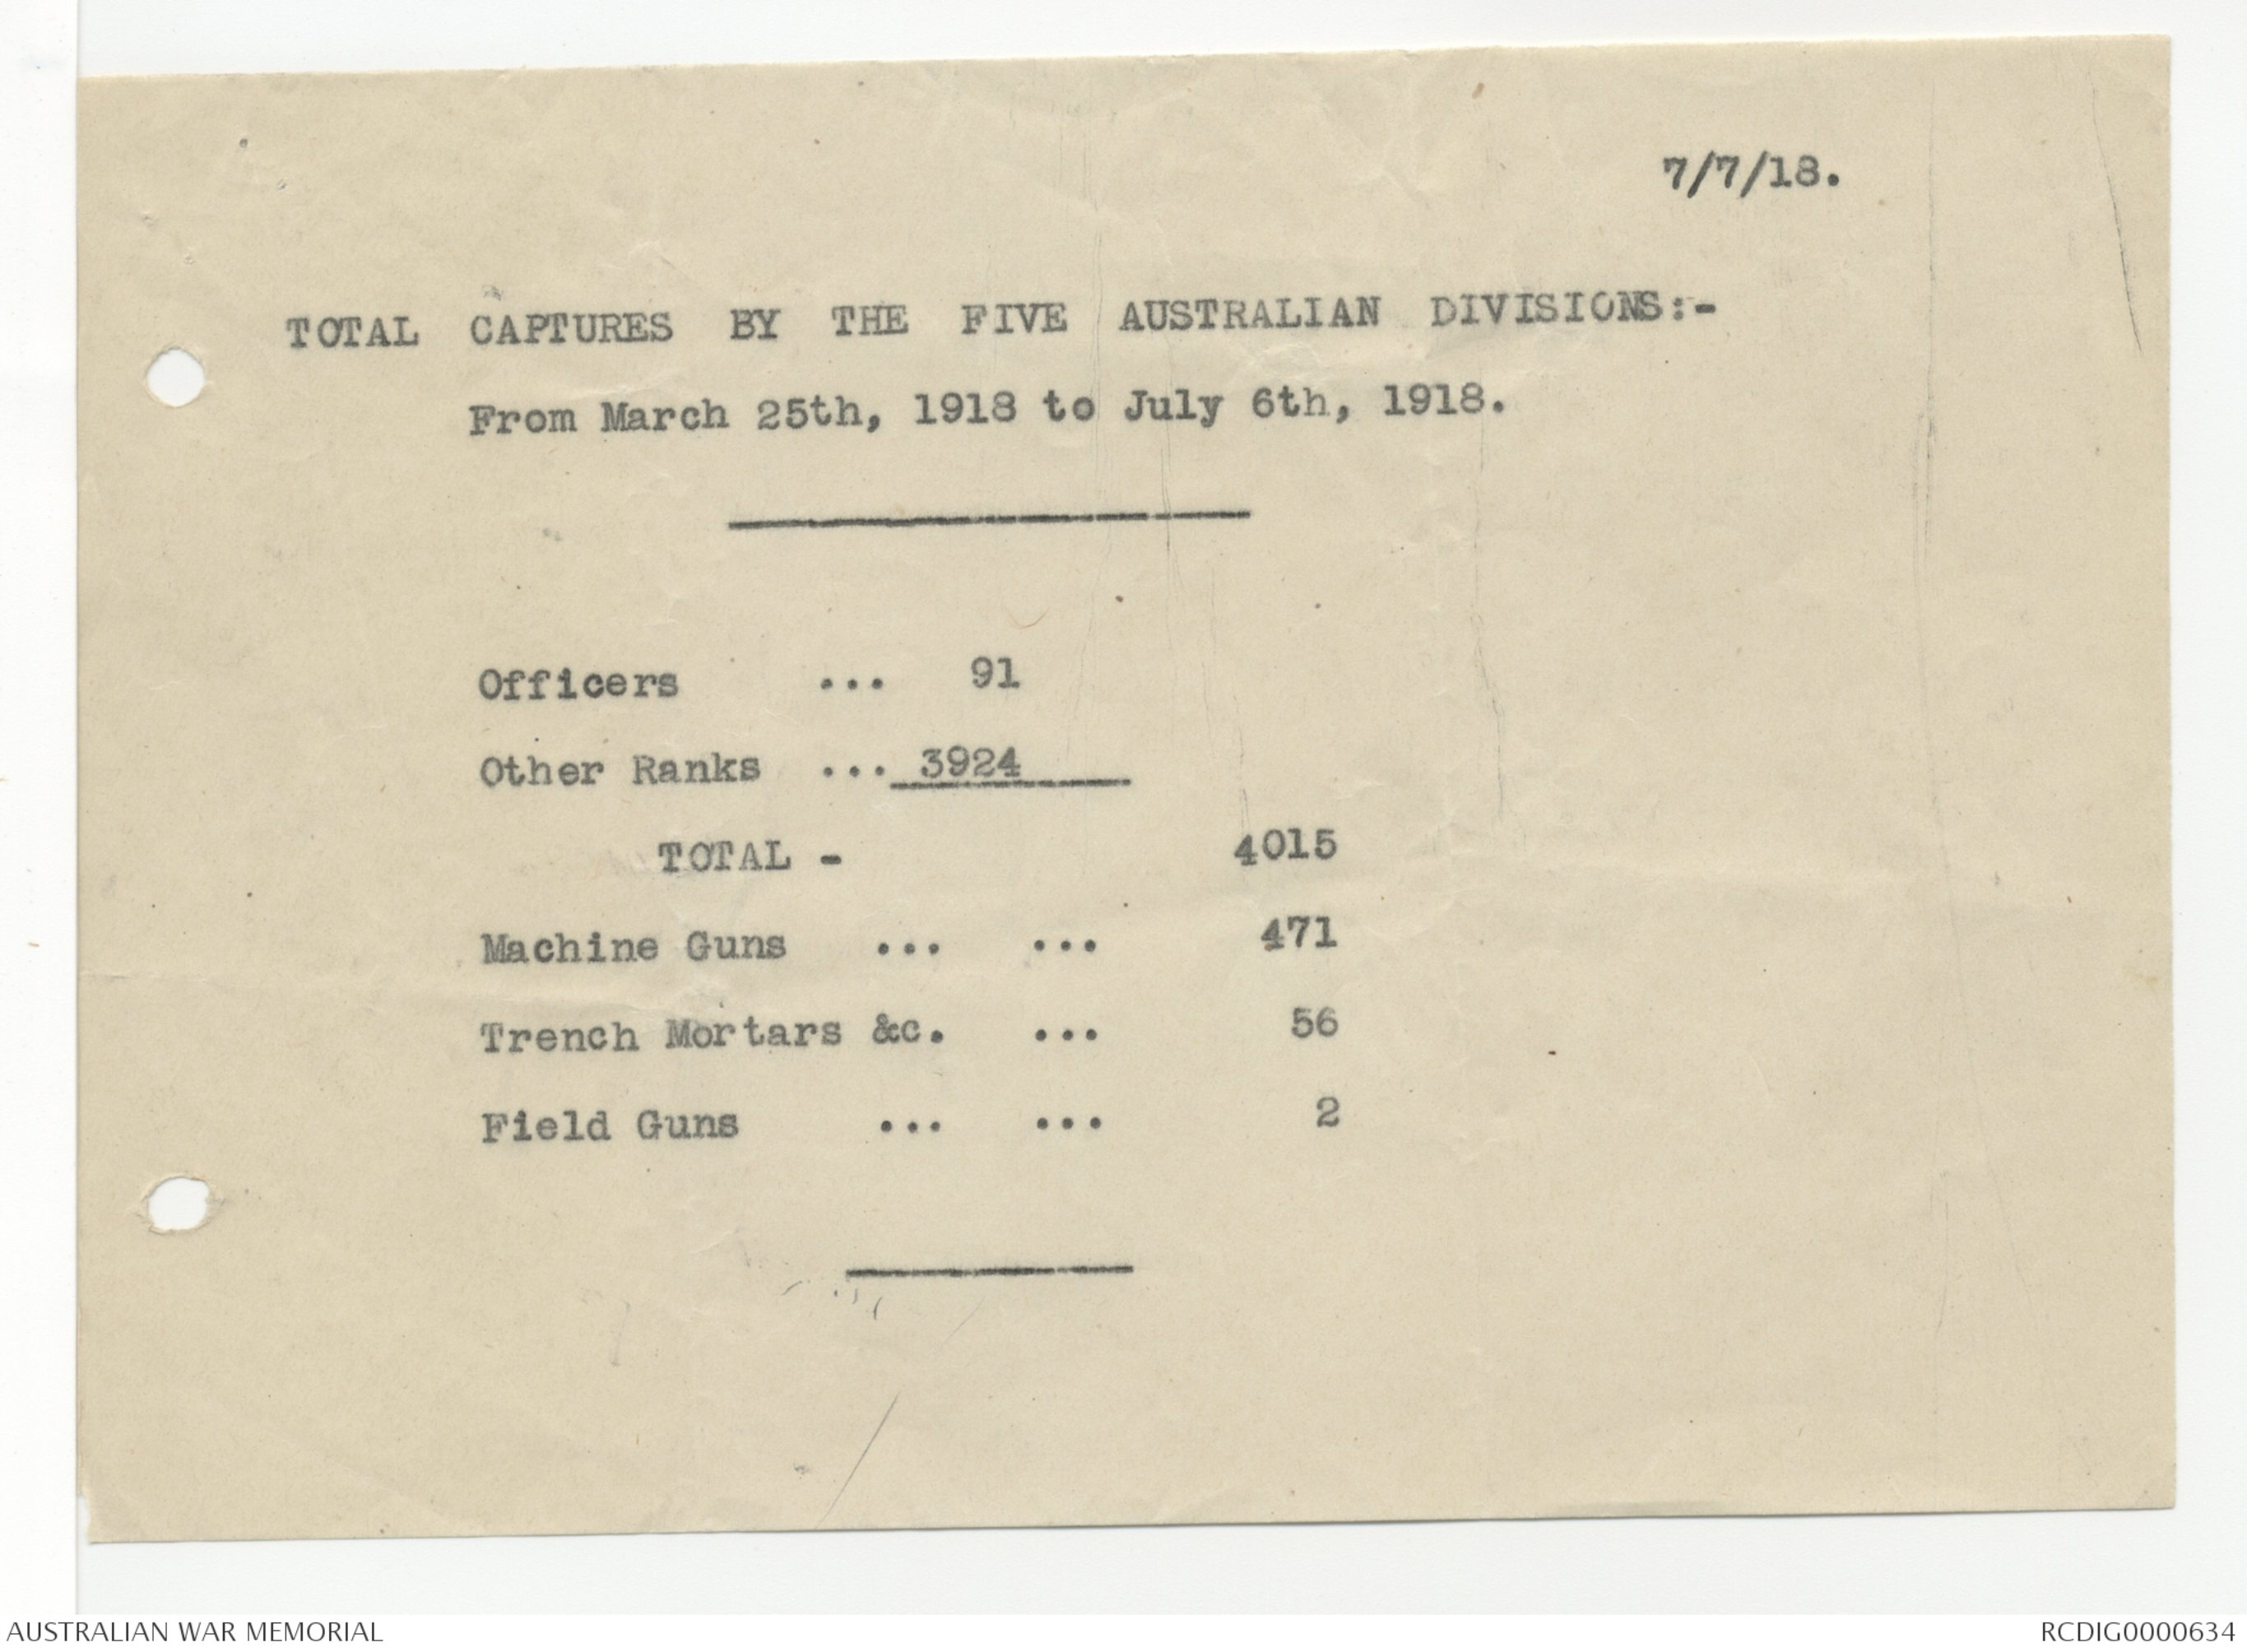 7/7/18.
TOTAL CAPTURES BY THE FIVE AUSTRALIAN DIVISIONS:-
From March 25th, 1918 to July 6th, 1918.
Officers ... 91
Other Ranks ... 3924
TOTAL - 4015
Machine Guns ... ... 471
Trench Mortars &c. ... 56
Field Guns ... ... 2
AUSTRALIAN WAR MEMORIAL RCDIG0000634